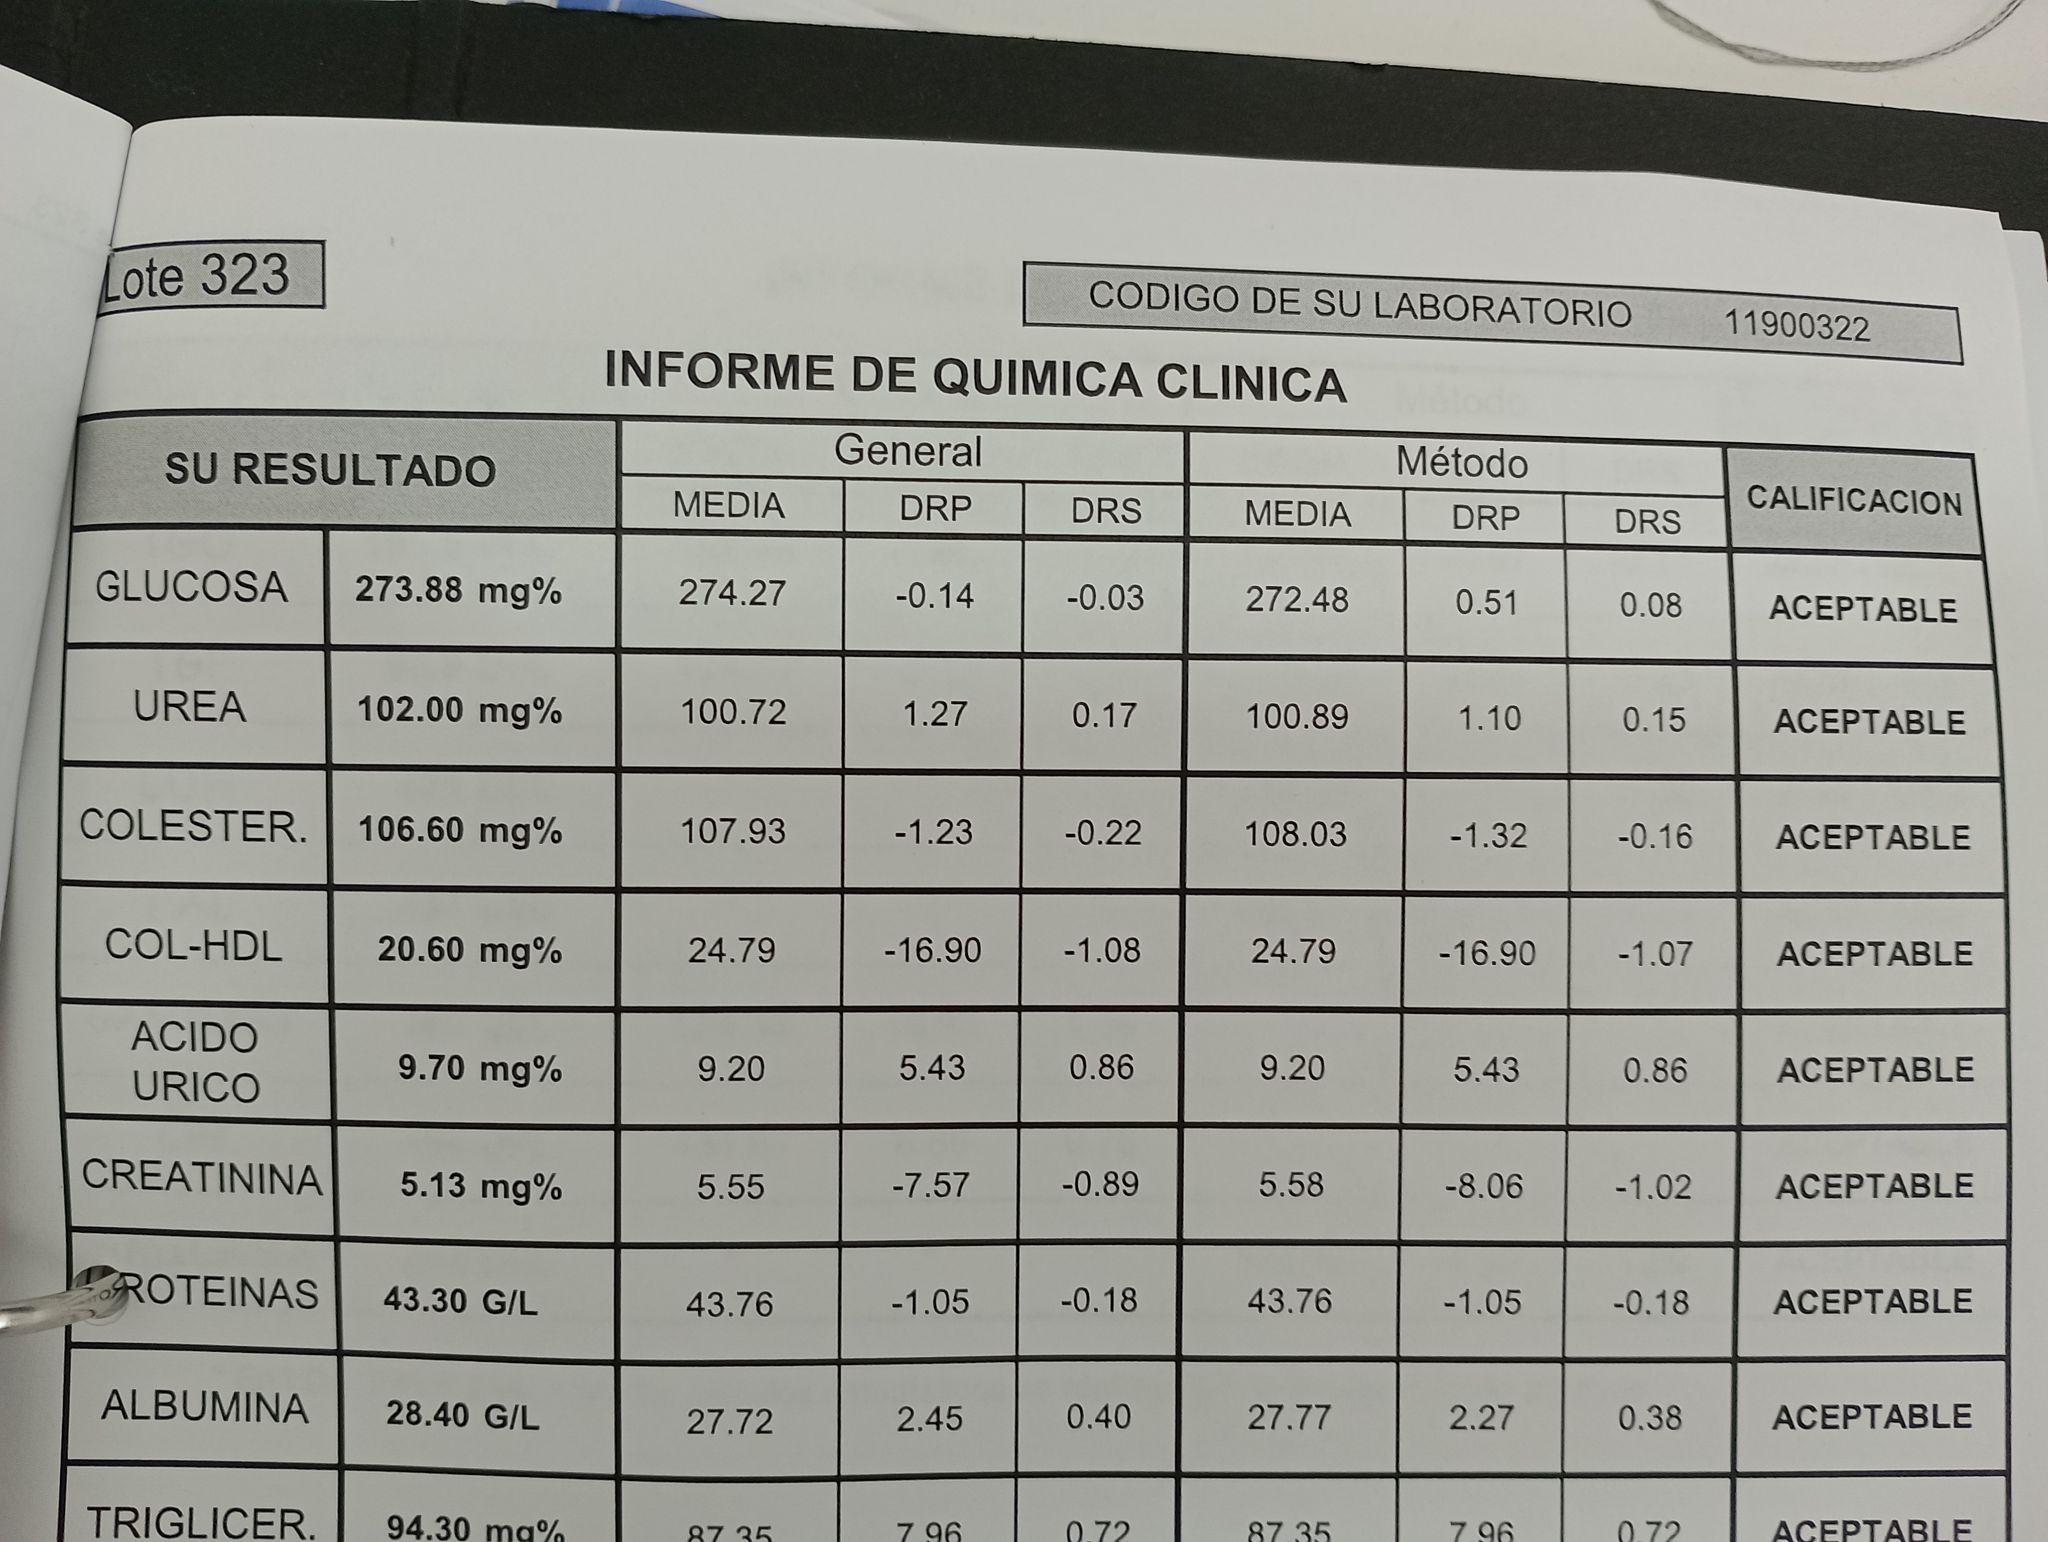 Lote 323
CODIGO DE SU LABORATORIO 11900322
INFORME DE QUIMICA CLINICA
SU RESULTADO General Método CALIFICACION
MEDIA DRP DRS MEDIA DRP DRS
GLUCOSA 273.88 mg% 274.27 -0.14 -0.03 272.48 0.51 0.08 ACEPTABLE
UREA 102.00 mg% 100.72 1.27 0.17 100.89 1.10 0.15 ACEPTABLE
COLESTER. 106.60 mg% 107.93 -1.23 -0.22 108.03 -1.32 -0.16 ACEPTABLE
COL-HDL 20.60 mg% 24.79 -16.90 -1.08 24.79 -16.90 -1.07 ACEPTABLE
ACIDO
URICO 9.70 mg% 9.20 5.43 0.86 9.20 5.43 0.86 ACEPTABLE
CREATININA 5.13 mg% 5.55 -7.57 -0.89 5.58 -8.06 -1.02 ACEPTABLE
PROTEINAS 43.30 G/L 43.76 -1.05 -0.18 43.76 -1.05 -0.18 ACEPTABLE
ALBUMINA 28.40 G/L 27.72 2.45 0.40 27.77 2.27 0.38 ACEPTABLE
TRIGLICER. 94.30 mg% 87.35 7.96 0.72 87.35 7.96 0.72 ACEPTABLE